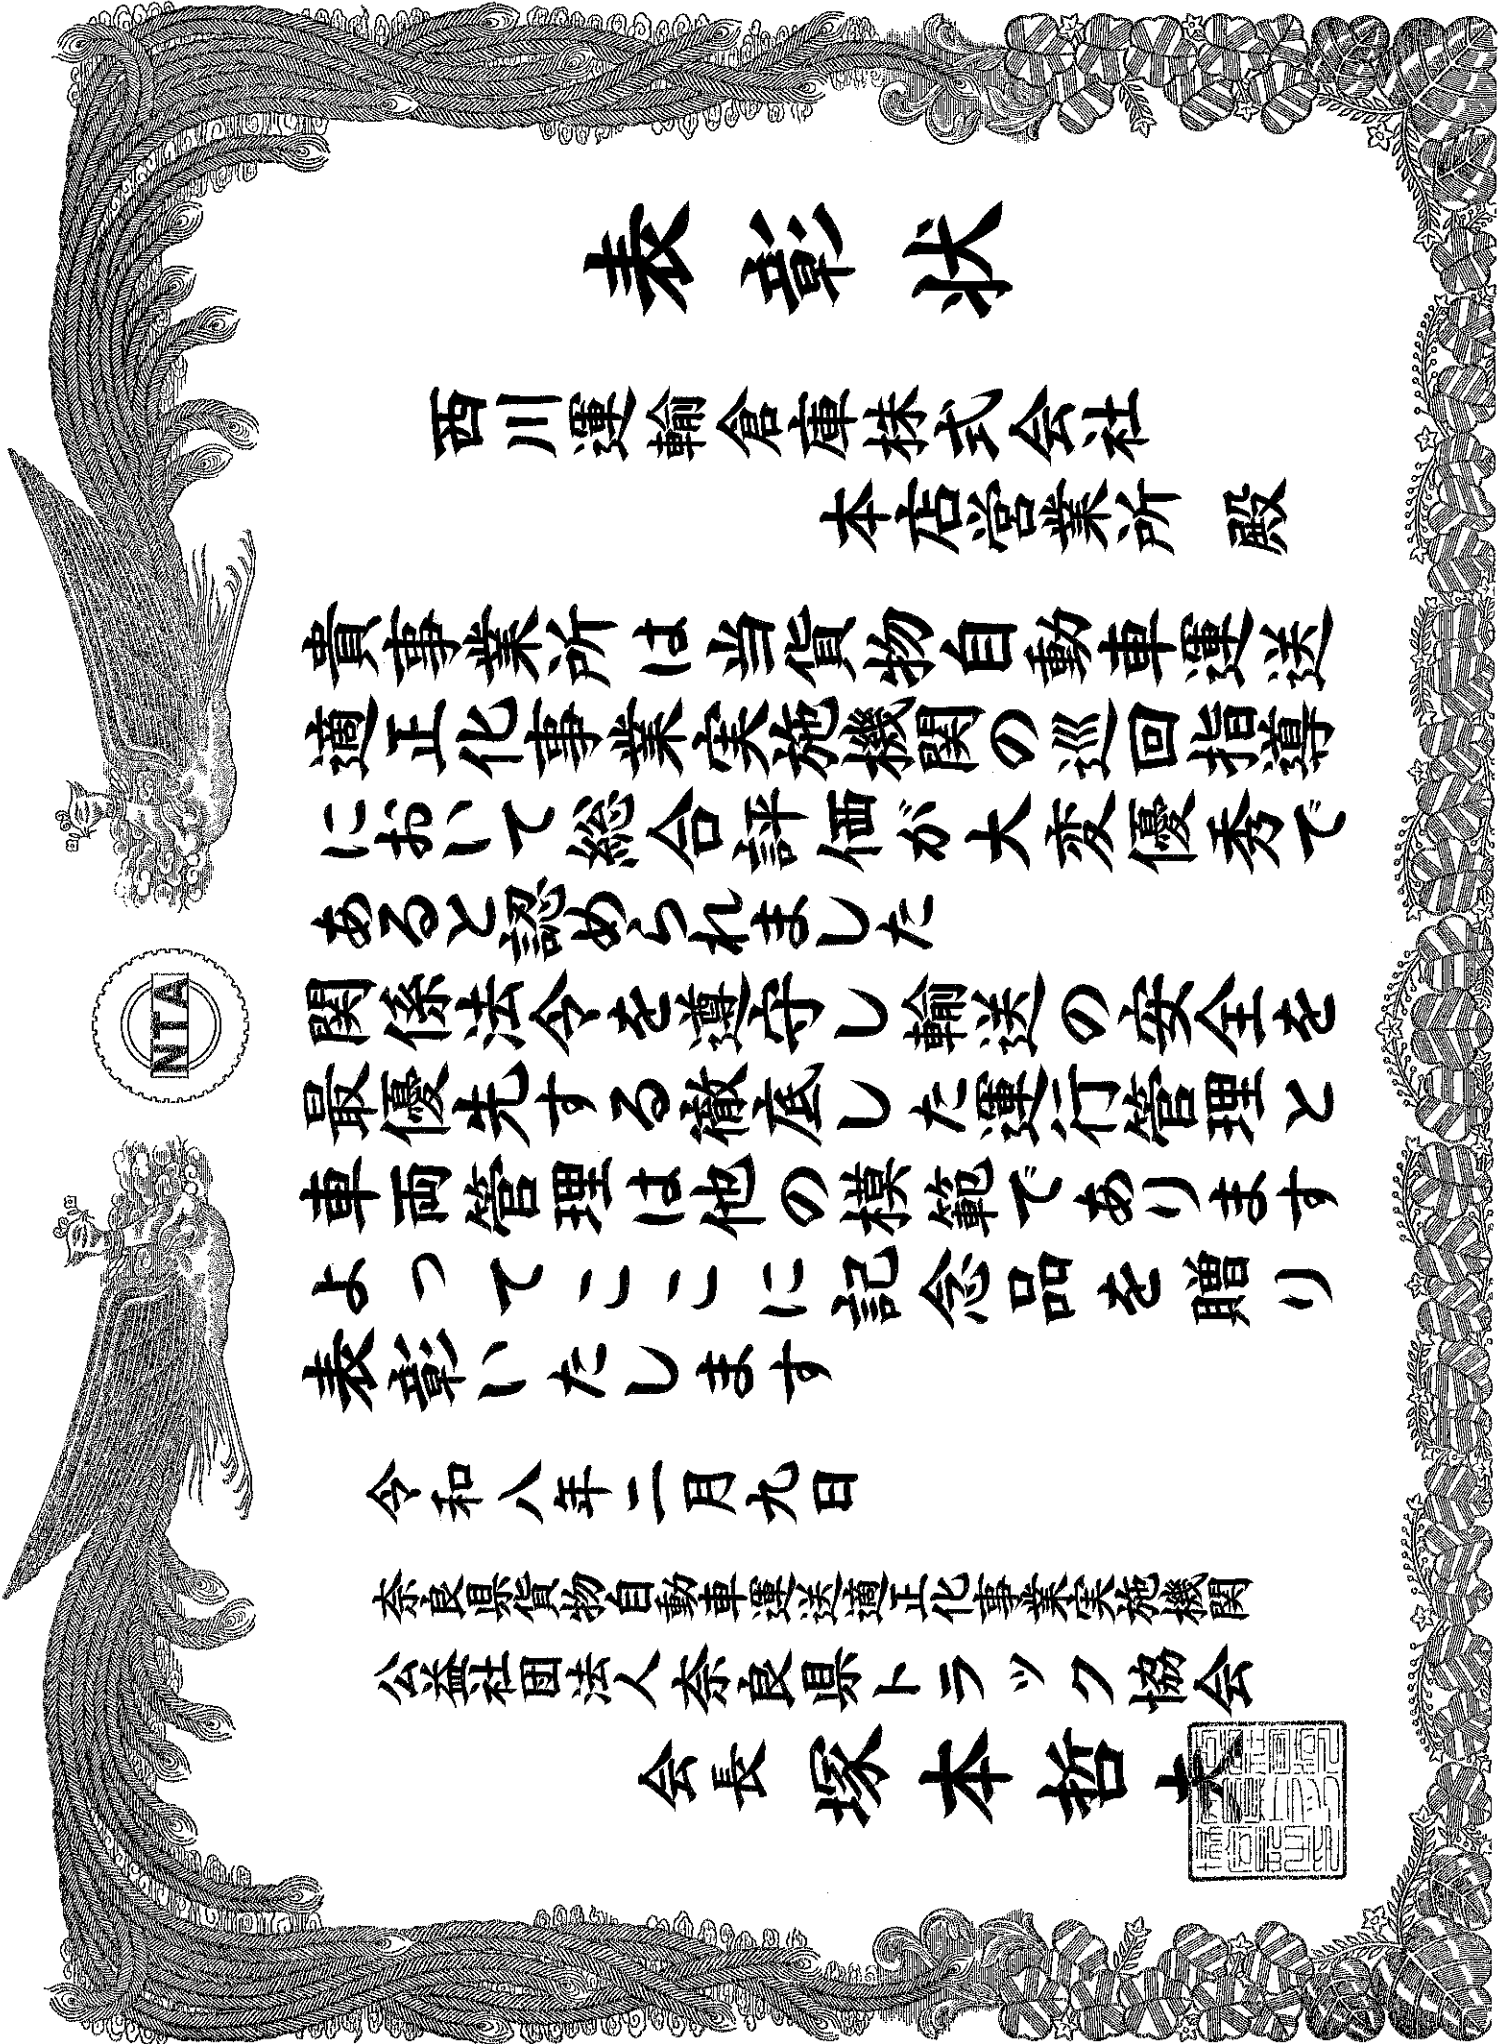 表彰状
西川運輸倉庫株式会社
本店営業所 殿
貴事業所は当貨物自動車運送
適正化事業実施機関の巡回指導
において総合評価が大変優秀で
あると認められました
関係法令を遵守し輸送の安全を
最優先する徹底した運行管理と
車両管理は他の模範であります
よってここに記念品を贈り
表彰いたします
令和八年二月九日
奈良県貨物自動車運送適正化事業実施機関
公益社団法人奈良県トラック協会
会長 塚本哲夫
NTA